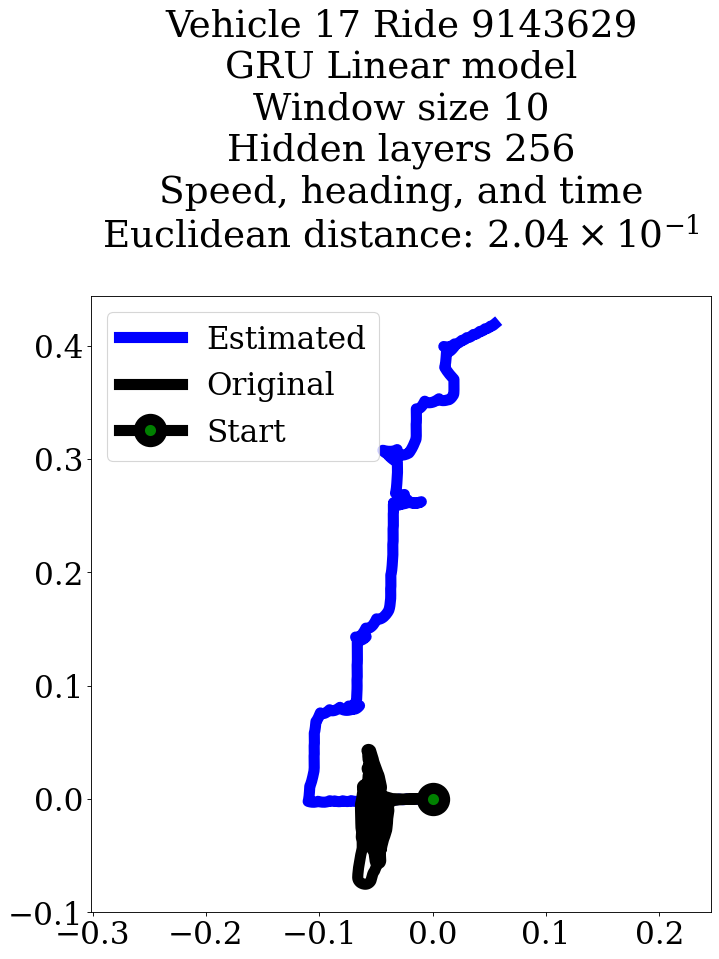 Vehicle 17 Ride 9143629
GRU Linear model
Window size 10
Hidden layers 256
Speed, heading, and time
Euclidean distance: 2.04 × 10⁻¹
Estimated
Original
Start
0.4
0.3
0.2
0.1
0.0
−0.1
−0.3 −0.2 −0.1 0.0 0.1 0.2